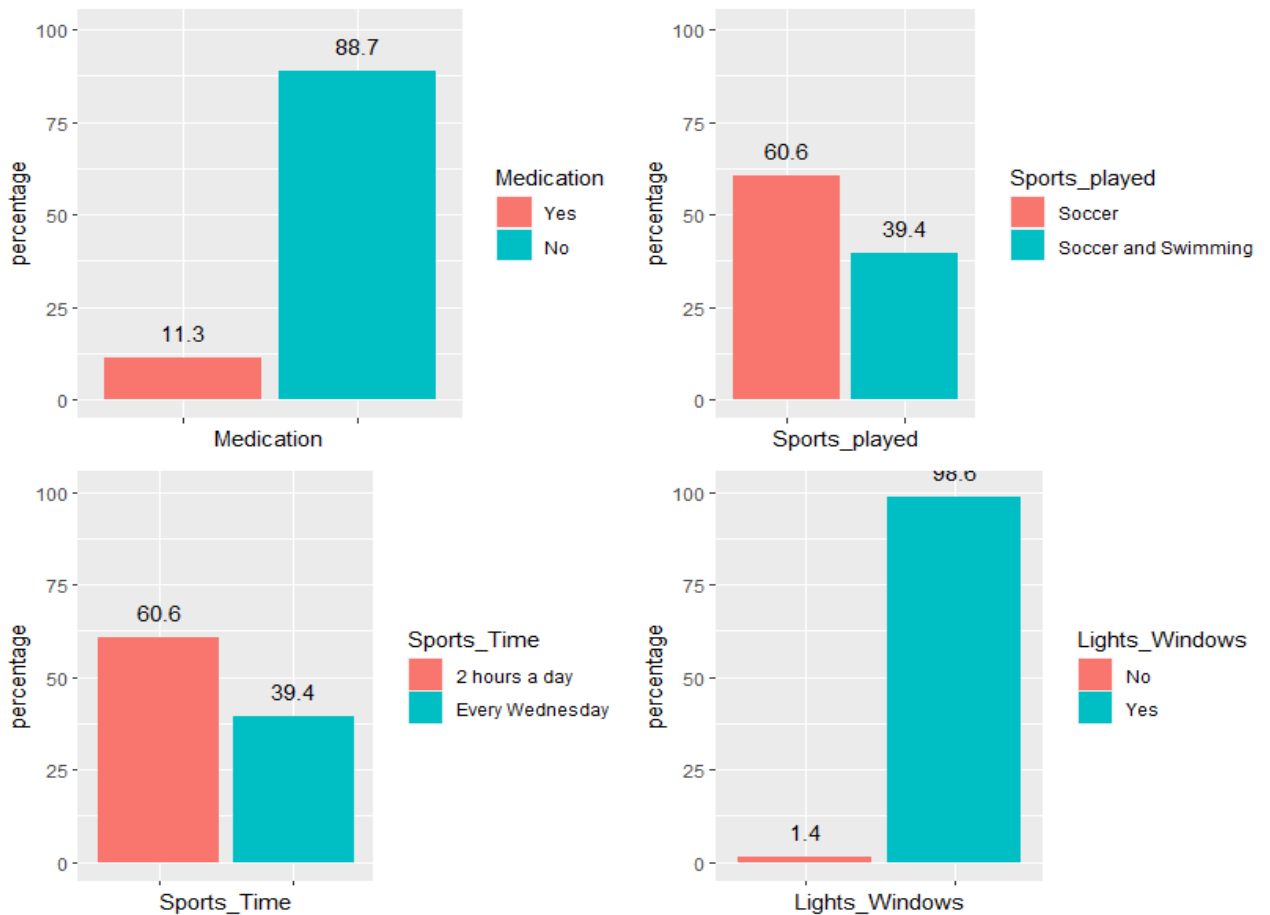 100
88.7
75
50
25
0
11.3
percentage
Medication
Medication
Yes
No
100
75
60.6
50
39.4
25
0
percentage
Sports_played
Sports_played
Soccer
Soccer and Swimming
100
75
60.6
50
39.4
25
0
percentage
Sports_Time
Sports_Time
2 hours a day
Every Wednesday
98.6
100
75
50
25
1.4
0
percentage
Lights_Windows
Lights_Windows
No
Yes